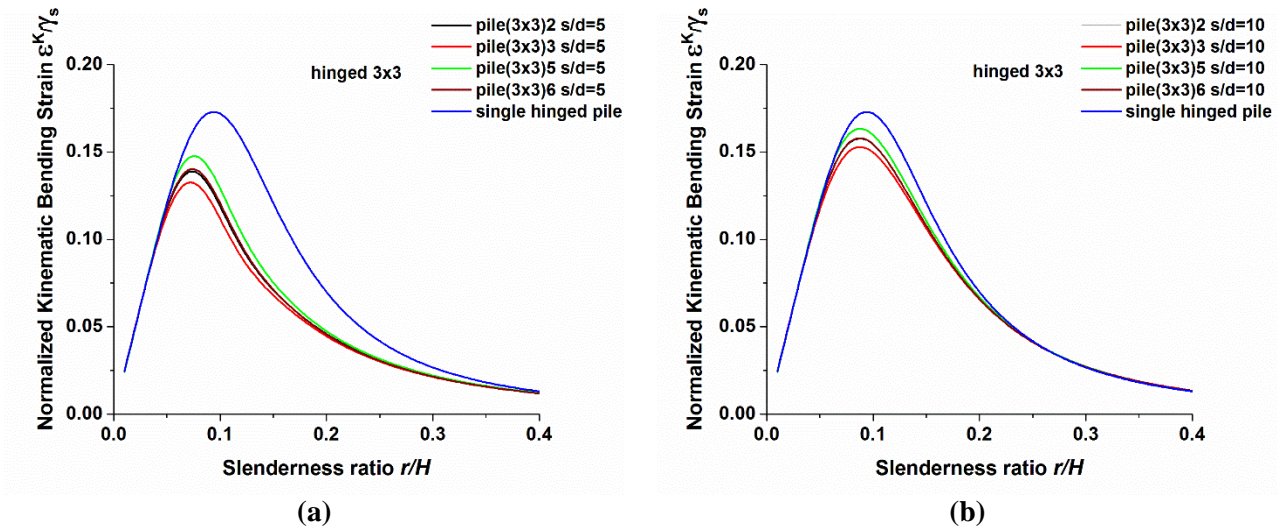 pile(3x3)2 s/d=5
pile(3x3)3 s/d=5
pile(3x3)5 s/d=5
pile(3x3)6 s/d=5
single hinged pile
hinged 3x3
Normalized Kinematic Bending Strain εᴷ/γₛ
0.20
0.15
0.10
0.05
0.00
0.0 0.1 0.2 0.3 0.4
Slenderness ratio r/H
(a)
pile(3x3)2 s/d=10
pile(3x3)3 s/d=10
pile(3x3)5 s/d=10
pile(3x3)6 s/d=10
single hinged pile
hinged 3x3
Normalized Kinematic Bending Strain εᴷ/γₛ
0.20
0.15
0.10
0.05
0.00
0.0 0.1 0.2 0.3 0.4
Slenderness ratio r/H
(b)